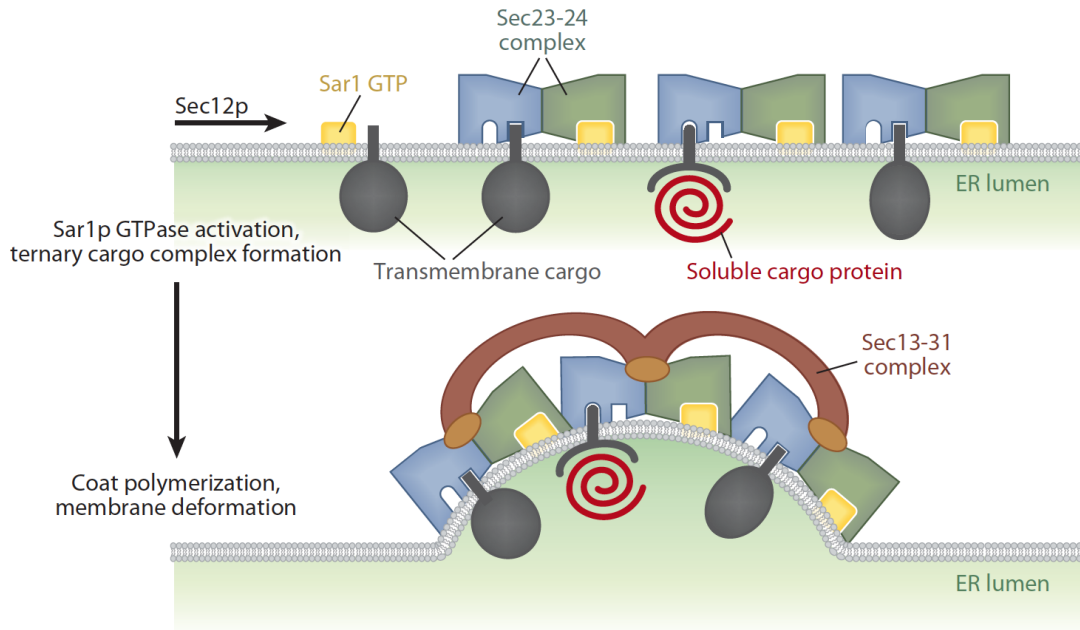 Sec23-24
complex
Sar1 GTP
Sec12p
ER lumen
Sar1p GTPase activation,
ternary cargo complex formation
Transmembrane cargo
Soluble cargo protein
Sec13-31
complex
Coat polymerization,
membrane deformation
ER lumen